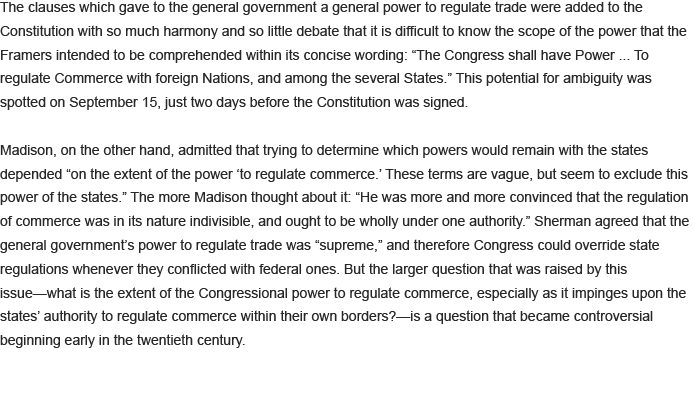 The clauses which gave to the general government a general power to regulate trade were added to the
Constitution with so much harmony and so little debate that it is difficult to know the scope of the power that the
Framers intended to be comprehended within its concise wording: “The Congress shall have Power ... To
regulate Commerce with foreign Nations, and among the several States.” This potential for ambiguity was
spotted on September 15, just two days before the Constitution was signed.

Madison, on the other hand, admitted that trying to determine which powers would remain with the states
depended “on the extent of the power ‘to regulate commerce.’ These terms are vague, but seem to exclude this
power of the states.” The more Madison thought about it: “He was more and more convinced that the regulation
of commerce was in its nature indivisible, and ought to be wholly under one authority.” Sherman agreed that the
general government’s power to regulate trade was “supreme,” and therefore Congress could override state
regulations whenever they conflicted with federal ones. But the larger question that was raised by this
issue—what is the extent of the Congressional power to regulate commerce, especially as it impinges upon the
states’ authority to regulate commerce within their own borders?—is a question that became controversial
beginning early in the twentieth century.